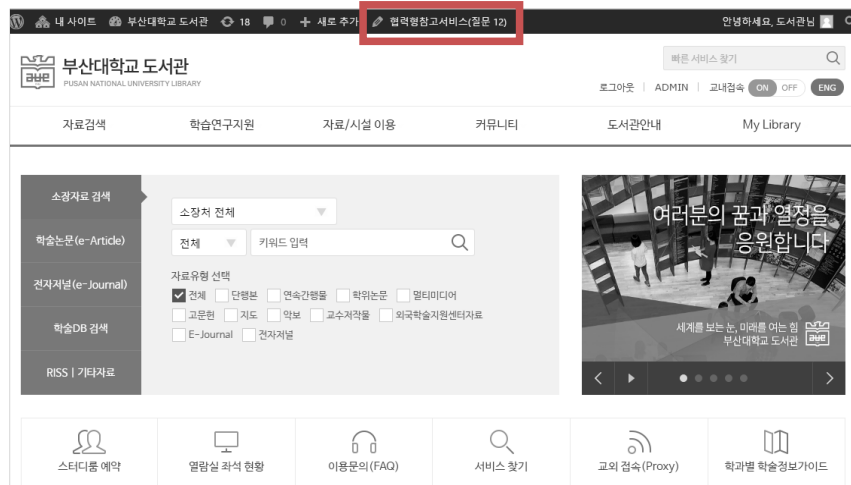 내 사이트 부산대학교 도서관 18 0 새로 추가 협력형참고서비스(질문 12) 안녕하세요, 도서관님
부산대학교 도서관
PUSAN NATIONAL UNIVERSITY LIBRARY
빠른 서비스 찾기
로그아웃 | ADMIN | 교내접속 ON OFF ENG
자료검색 학습연구지원 자료/시설 이용 커뮤니티 도서관안내 My Library
소장자료 검색
학술논문(e-Article)
전자저널(e-Journal)
학술DB 검색
RISS | 기타자료
소장처 전체
전체 키워드 입력
자료유형 선택
전체 단행본 연속간행물 학위논문 멀티미디어
고문헌 지도 악보 교수저작물 외국학술지원센터자료
E-Journal 전자저널
여러분의 꿈과 열정을
응원합니다
세계를 보는 눈, 미래를 여는 힘
부산대학교 도서관
스터디룸 예약 열람실 좌석 현황 이용문의(FAQ) 서비스 찾기 교외 접속(Proxy) 학과별 학술정보가이드